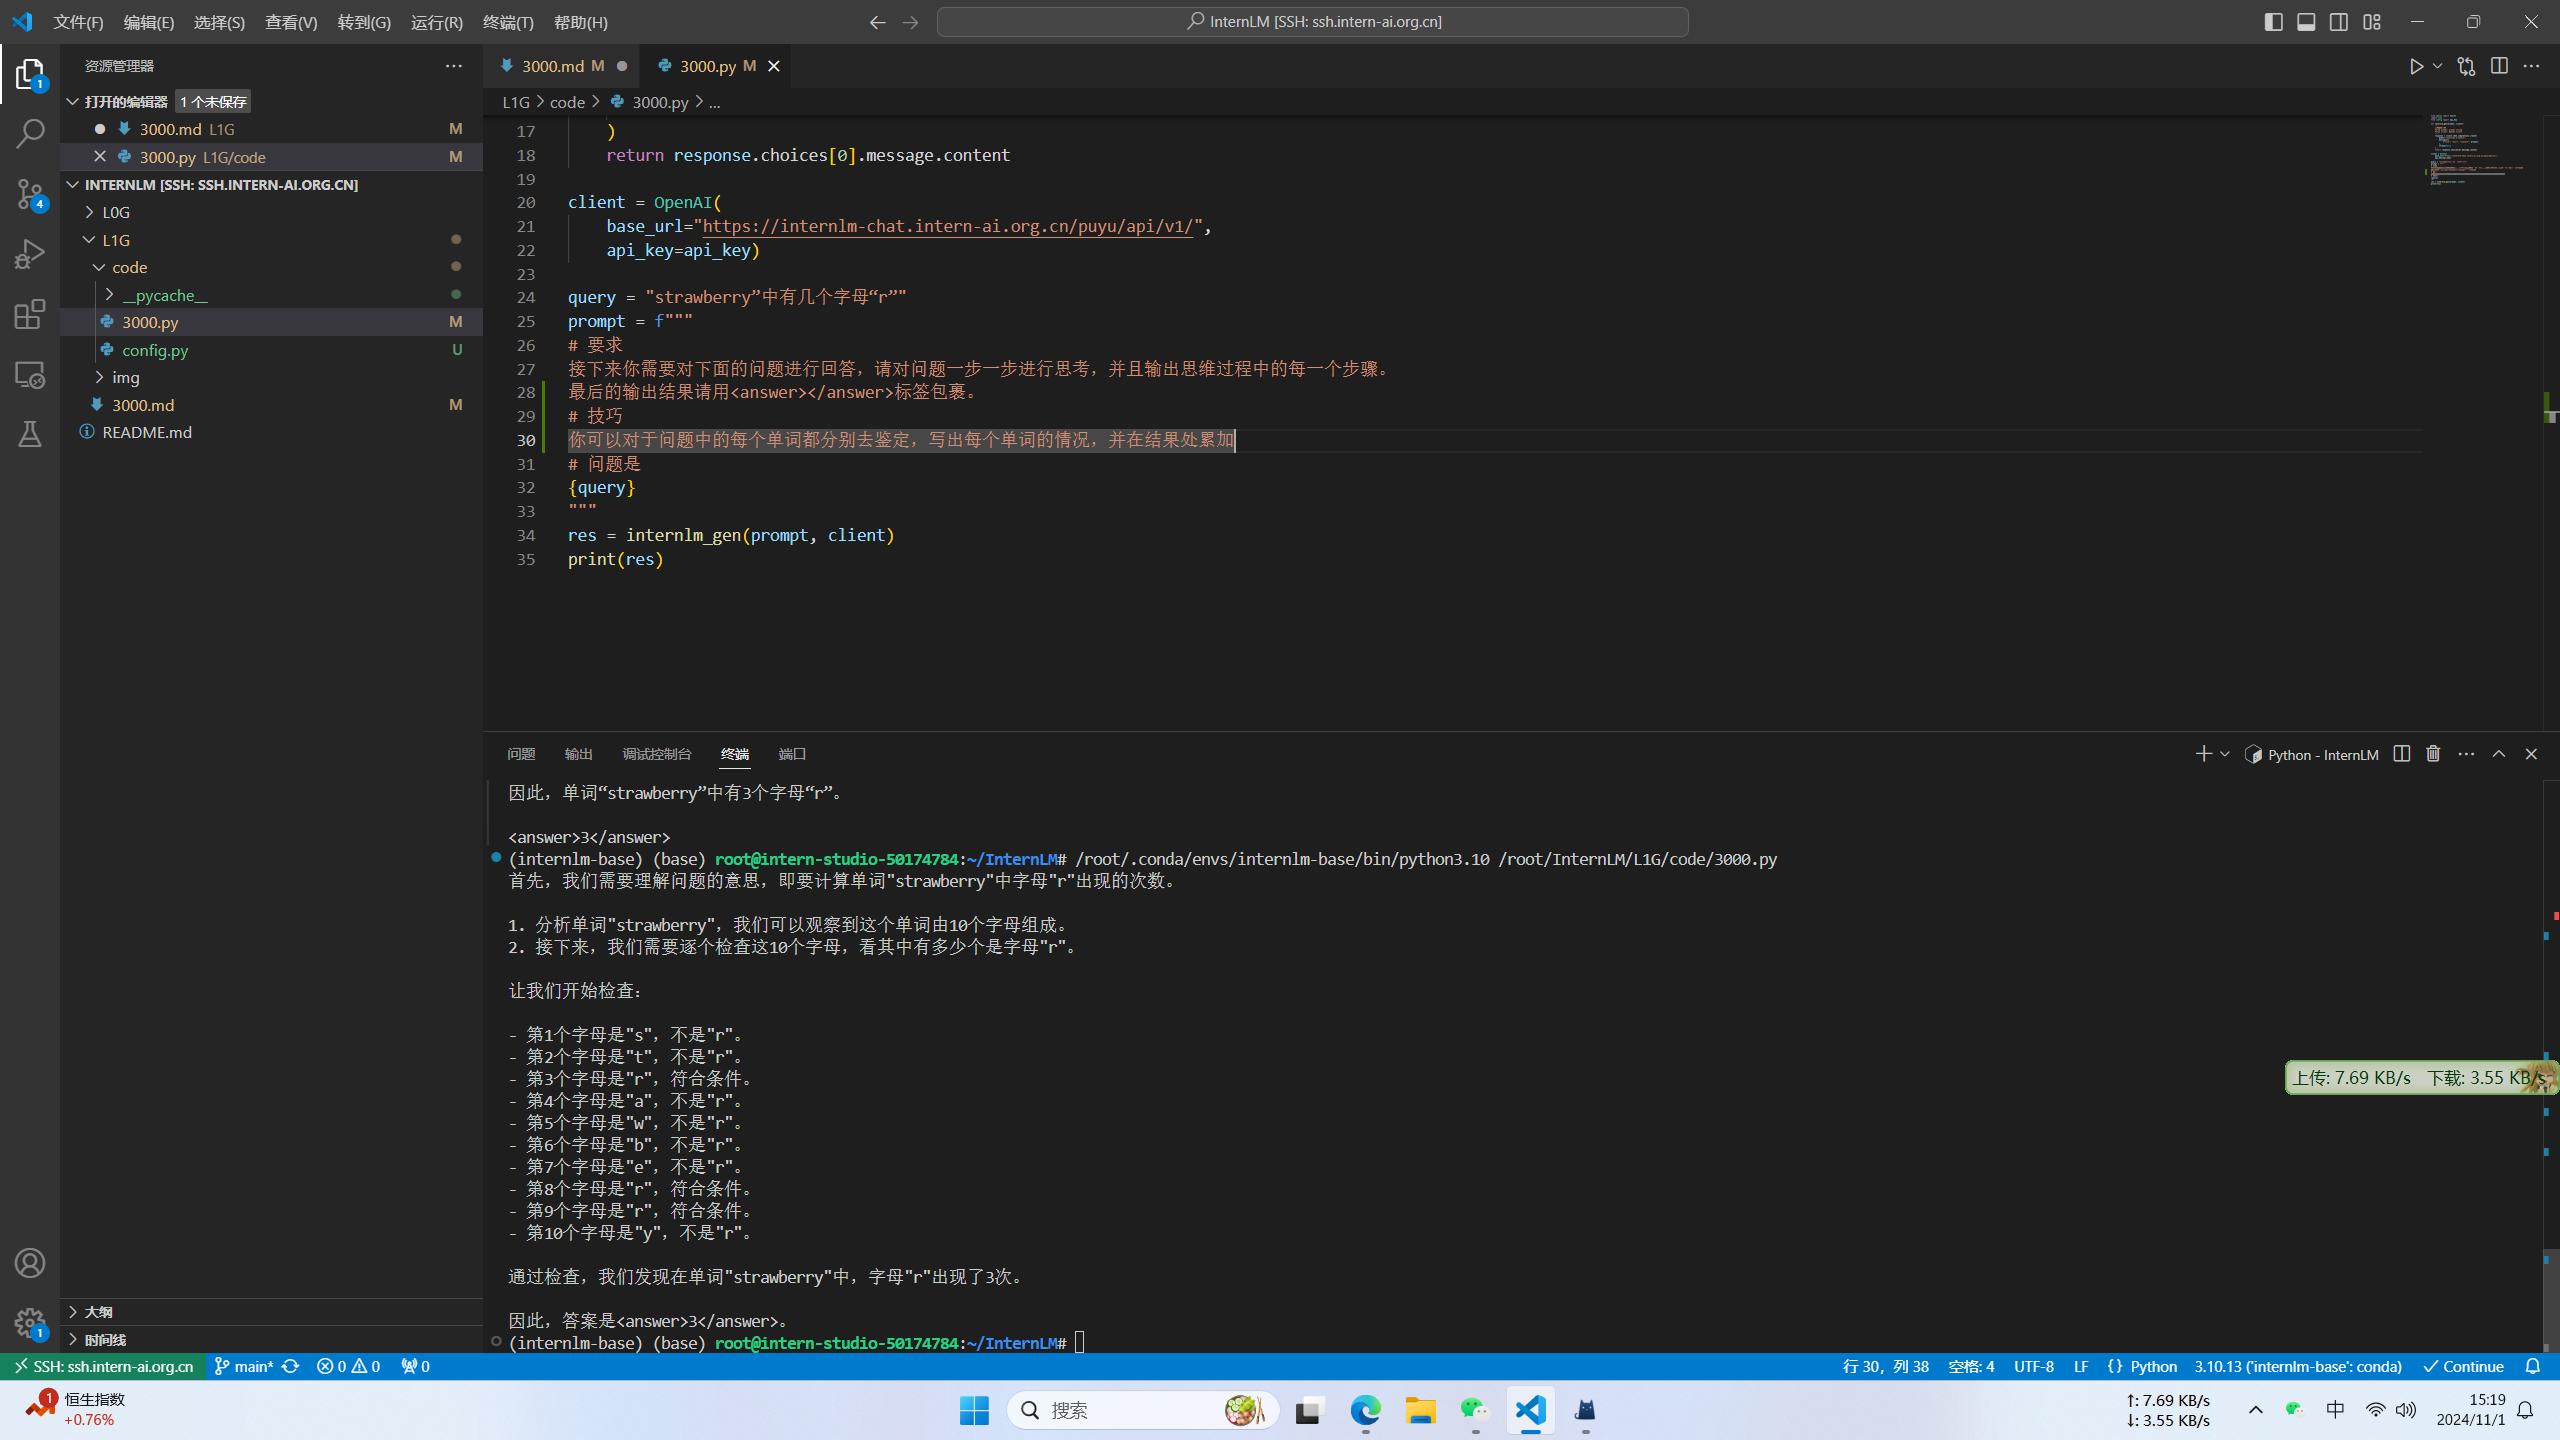 文件(F) 编辑(E) 选择(S) 查看(V) 转到(G) 运行(R) 终端(T) 帮助(H)
InternLM [SSH: ssh.intern-ai.org.cn]
资源管理器
打开的编辑器 1 个未保存
3000.md L1G M
3000.py L1G/code M
INTERNLM [SSH: SSH.INTERN-AI.ORG.CN]
L0G
L1G
code
__pycache__
3000.py M
config.py U
img
3000.md M
README.md
大纲
时间线
3000.md M
3000.py M
L1G > code > 3000.py > ...
17 )
18 return response.choices[0].message.content
19
20 client = OpenAI(
21 base_url="https://internlm-chat.intern-ai.org.cn/puyu/api/v1/",
22 api_key=api_key)
23
24 query = "strawberry”中有几个字母“r”"
25 prompt = f"""
26 # 要求
27 接下来你需要对下面的问题进行回答，请对问题一步一步进行思考，并且输出思维过程中的每一个步骤。
28 最后的输出结果请用<answer></answer>标签包裹。
29 # 技巧
30 你可以对于问题中的每个单词都分别去鉴定，写出每个单词的情况，并在结果处累加
31 # 问题是
32 {query}
33 """
34 res = internlm_gen(prompt, client)
35 print(res)
问题 输出 调试控制台 终端 端口
Python - InternLM
因此，单词“strawberry”中有3个字母“r”。
<answer>3</answer>
(internlm-base) (base) root@intern-studio-50174784:~/InternLM# /root/.conda/envs/internlm-base/bin/python3.10 /root/InternLM/L1G/code/3000.py
首先，我们需要理解问题的意思，即要计算单词"strawberry"中字母"r"出现的次数。
1. 分析单词"strawberry"，我们可以观察到这个单词由10个字母组成。
2. 接下来，我们需要逐个检查这10个字母，看其中有多少个是字母"r"。
让我们开始检查：
- 第1个字母是"s"，不是"r"。
- 第2个字母是"t"，不是"r"。
- 第3个字母是"r"，符合条件。
- 第4个字母是"a"，不是"r"。
- 第5个字母是"w"，不是"r"。
- 第6个字母是"b"，不是"r"。
- 第7个字母是"e"，不是"r"。
- 第8个字母是"r"，符合条件。
- 第9个字母是"r"，符合条件。
- 第10个字母是"y"，不是"r"。
通过检查，我们发现在单词"strawberry"中，字母"r"出现了3次。
因此，答案是<answer>3</answer>。
(internlm-base) (base) root@intern-studio-50174784:~/InternLM#
上传: 7.69 KB/s 下载: 3.55 KB/s
SSH: ssh.intern-ai.org.cn main* 0 0 0
行 30，列 38 空格: 4 UTF-8 LF {} Python 3.10.13 ('internlm-base': conda) Continue
恒生指数
+0.76%
搜索
↑: 7.69 KB/s
↓: 3.55 KB/s
中
15:19
2024/11/1